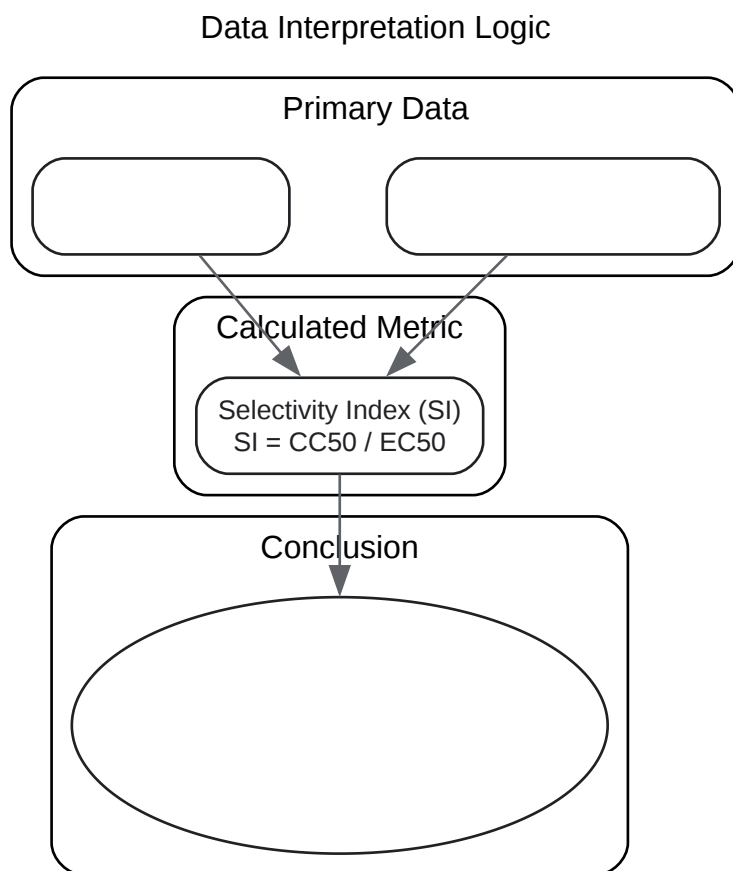 Data Interpretation Logic
Primary Data
Calculated Metric
Selectivity Index (SI)
SI = CC50 / EC50
Conclusion